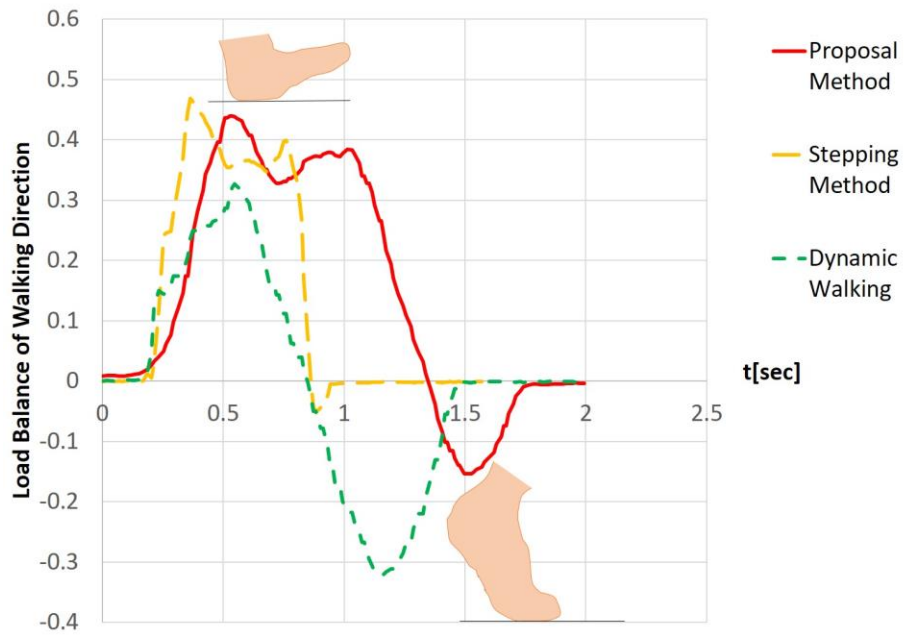 0.6
0.5
0.4
0.3
0.2
0.1
0
-0.1
-0.2
-0.3
-0.4
0
0.5
1
1.5
2
2.5
Load Balance of Walking Direction
t[sec]
Proposal
Method
Stepping
Method
Dynamic
Walking